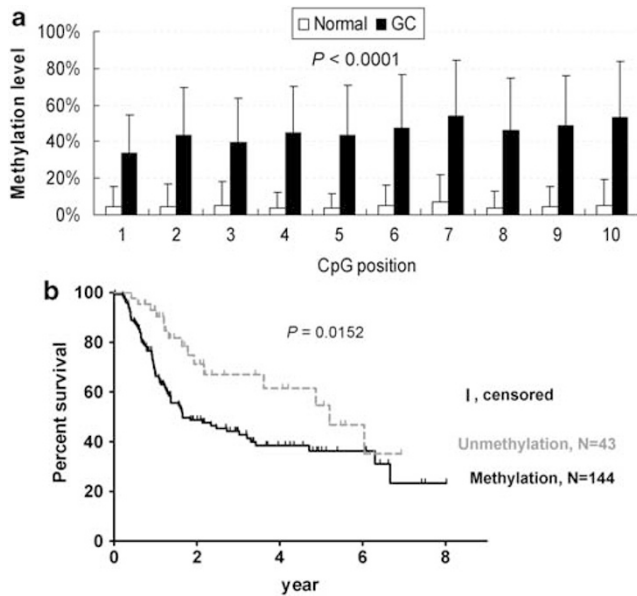 a
Normal GC
P < 0.0001
Methylation level
100%
80%
60%
40%
20%
0%
1 2 3 4 5 6 7 8 9 10
CpG position
b
P = 0.0152
Percent survival
100
80
60
40
20
0
I, censored
Unmethylation, N=43
Methylation, N=144
0 2 4 6 8
year